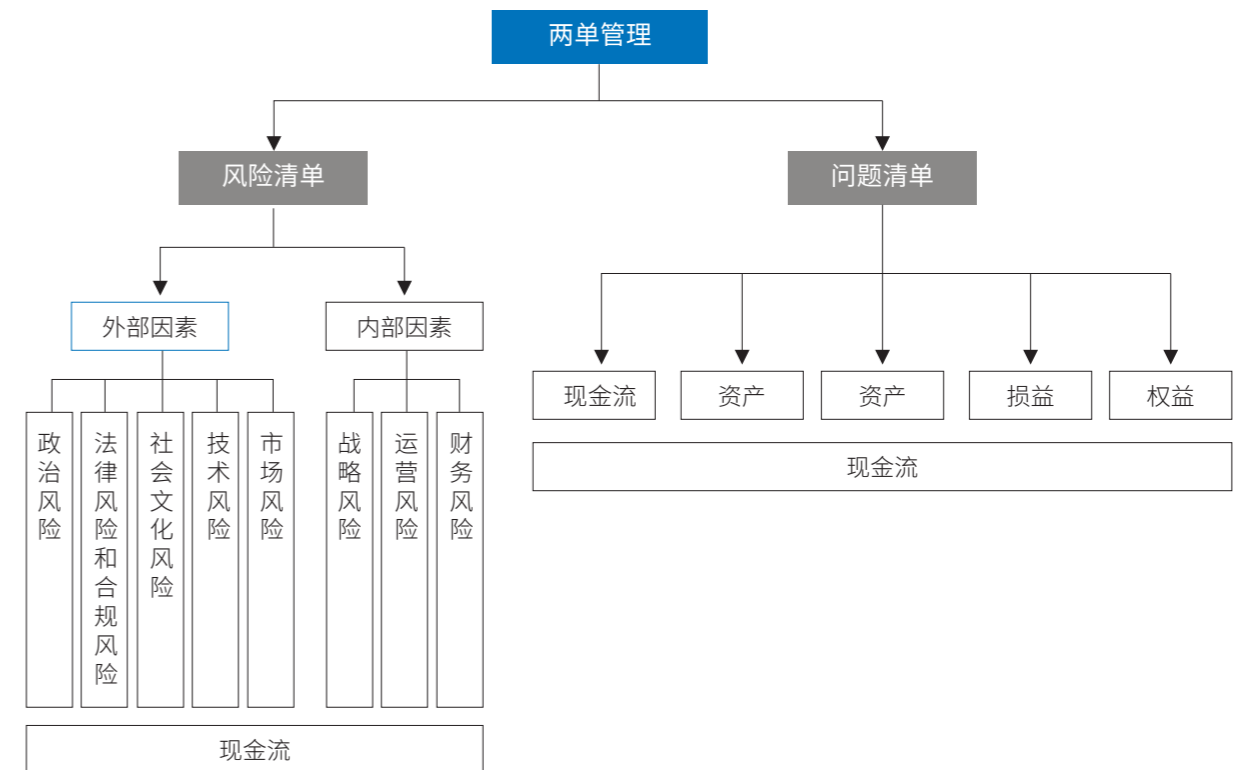 两单管理
风险清单
问题清单
外部因素
内部因素
现金流
资产
资产
损益
权益
现金流
政治风险
法律风险和合规风险
社会文化风险
技术风险
市场风险
战略风险
运营风险
财务风险
现金流